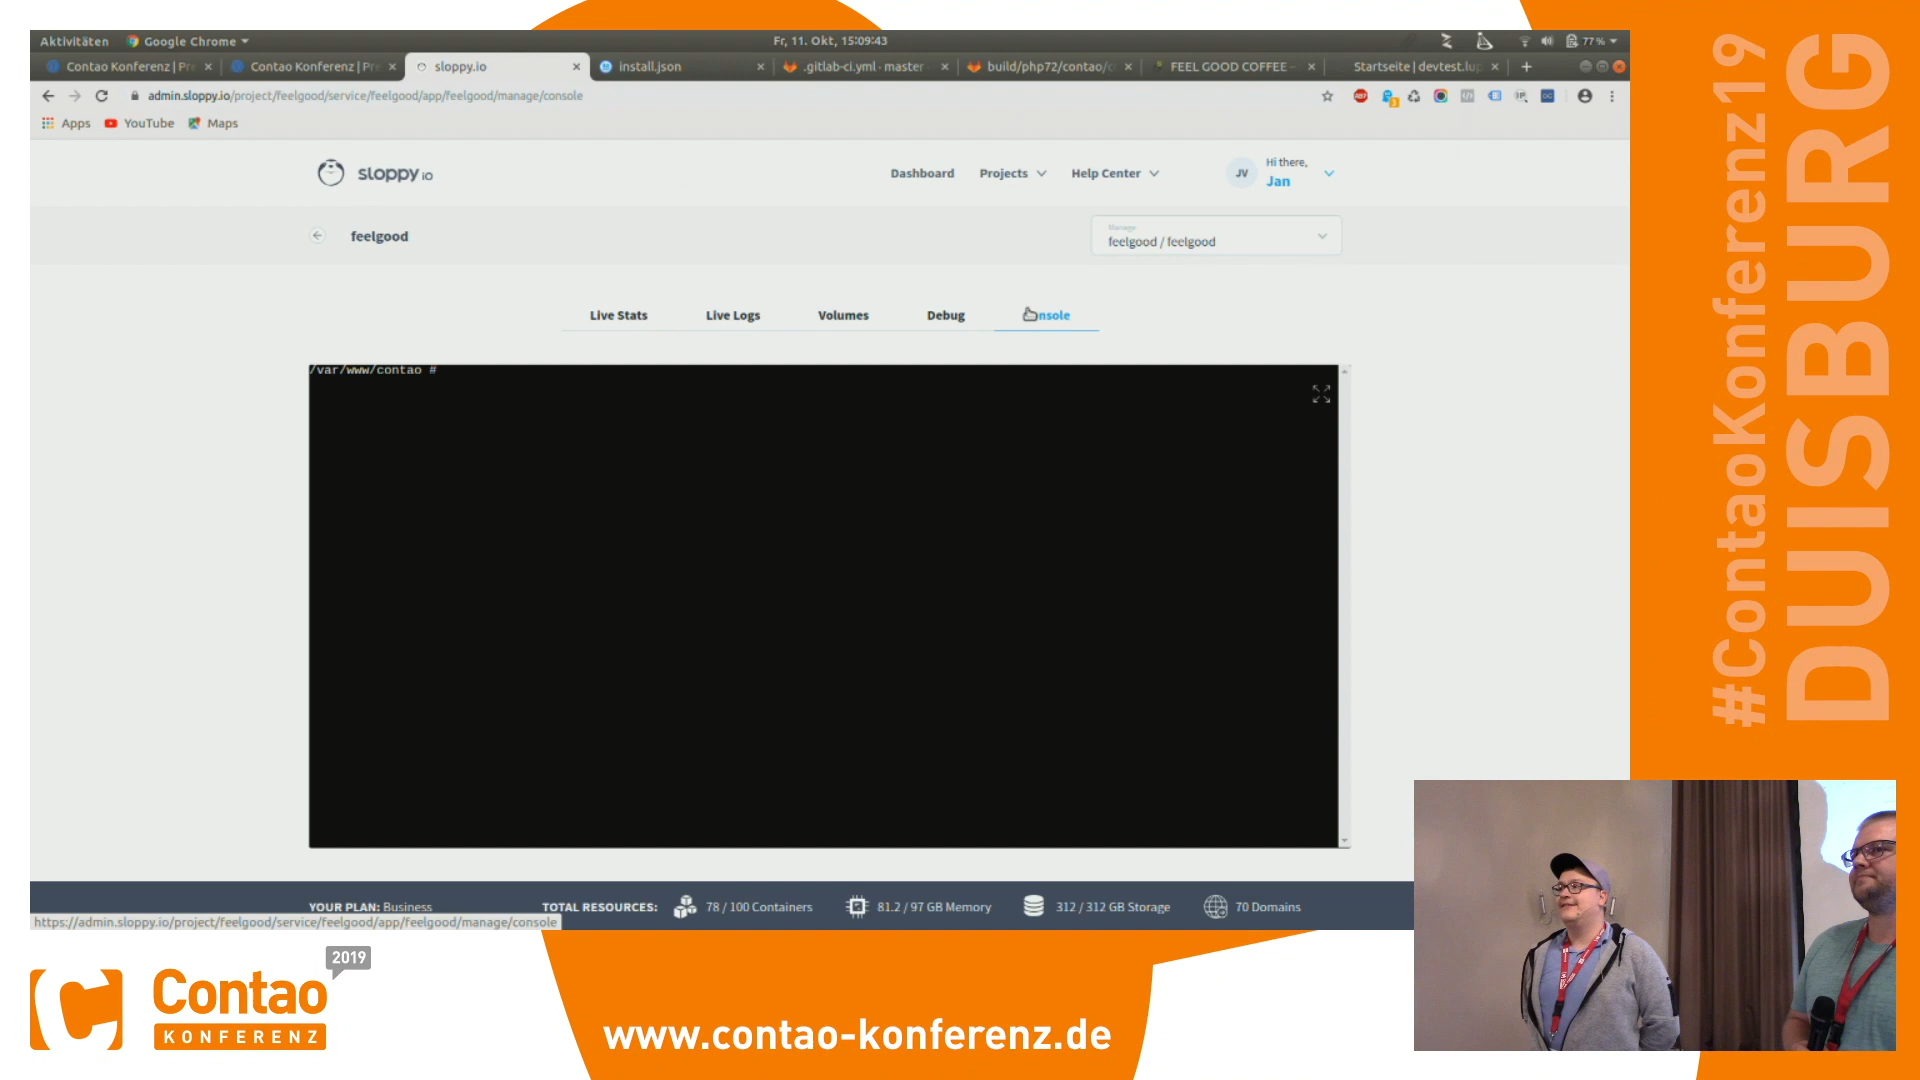 Aktivitäten
Google Chrome
Fr, 11. Okt, 15:09:43
77 %
Contao Konferenz | Pr
Contao Konferenz | Pr
sloppy.io
install.json
.gitlab-ci.yml · master
build/php72/contao/c
FEEL GOOD COFFEE –
Startseite | devtest.lup
admin.sloppy.io/project/feelgood/service/feelgood/app/feelgood/manage/console
Apps
YouTube
Maps
sloppy io
Dashboard
Projects
Help Center
JV
Hi there,
Jan
feelgood
Manage
feelgood / feelgood
Live Stats
Live Logs
Volumes
Debug
nsole
/var/www/contao #
YOUR PLAN: Business
TOTAL RESOURCES:
78 / 100 Containers
81.2 / 97 GB Memory
312 / 312 GB Storage
70 Domains
https://admin.sloppy.io/project/feelgood/service/feelgood/app/feelgood/manage/console
#ContaoKonferenz19
DUISBURG
2019
Contao
KONFERENZ
www.contao-konferenz.de